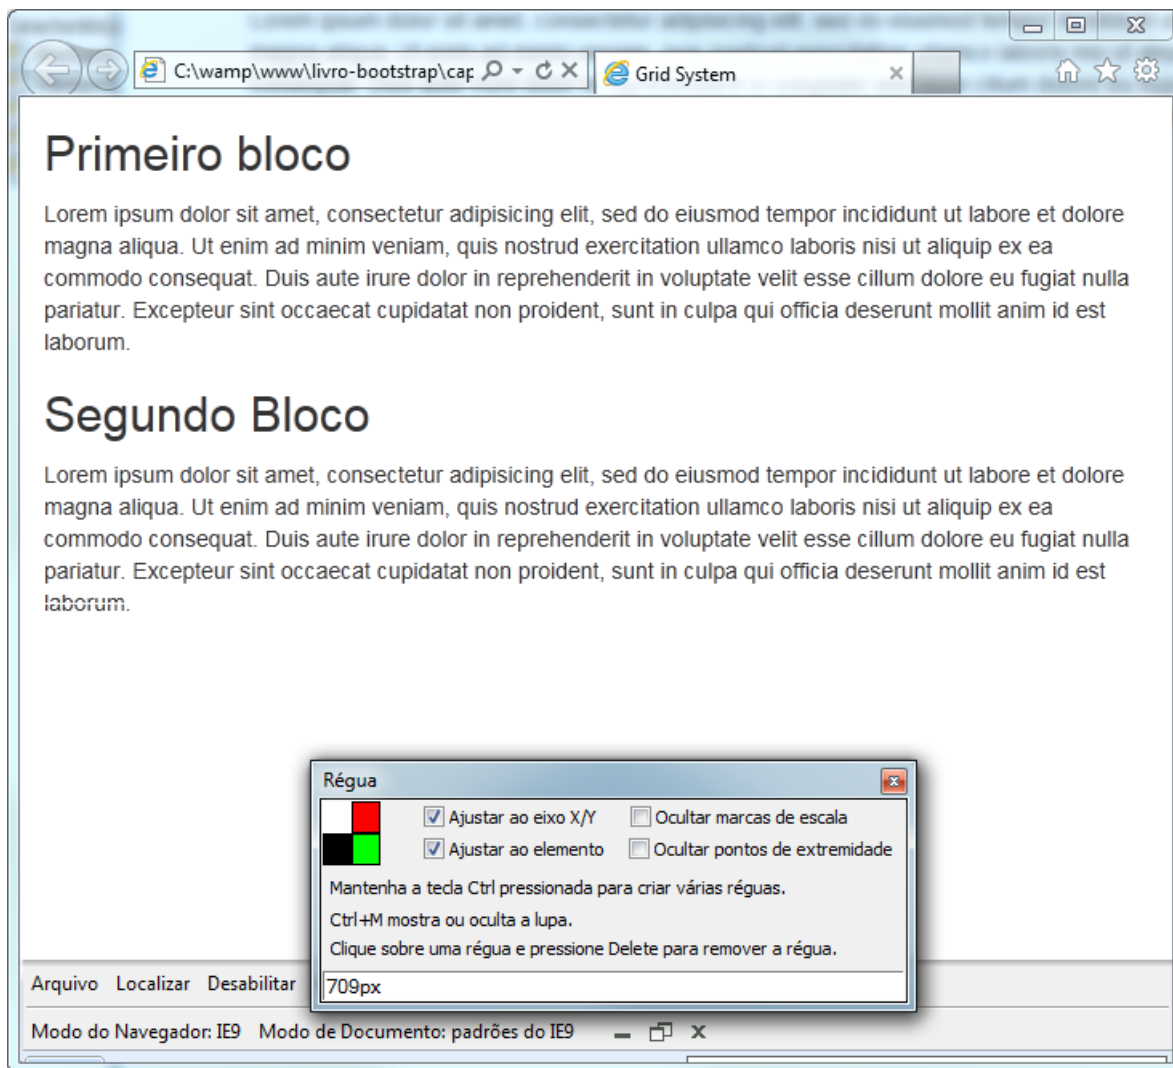 C:\wamp\www\livro-bootstrap\cap
Grid System
Primeiro bloco
Lorem ipsum dolor sit amet, consectetur adipisicing elit, sed do eiusmod tempor incididunt ut labore et dolore
magna aliqua. Ut enim ad minim veniam, quis nostrud exercitation ullamco laboris nisi ut aliquip ex ea
commodo consequat. Duis aute irure dolor in reprehenderit in voluptate velit esse cillum dolore eu fugiat nulla
pariatur. Excepteur sint occaecat cupidatat non proident, sunt in culpa qui officia deserunt mollit anim id est
laborum.
Segundo Bloco
Lorem ipsum dolor sit amet, consectetur adipisicing elit, sed do eiusmod tempor incididunt ut labore et dolore
magna aliqua. Ut enim ad minim veniam, quis nostrud exercitation ullamco laboris nisi ut aliquip ex ea
commodo consequat. Duis aute irure dolor in reprehenderit in voluptate velit esse cillum dolore eu fugiat nulla
pariatur. Excepteur sint occaecat cupidatat non proident, sunt in culpa qui officia deserunt mollit anim id est
laborum.
Régua
Ajustar ao eixo X/Y Ocultar marcas de escala
Ajustar ao elemento Ocultar pontos de extremidade
Mantenha a tecla Ctrl pressionada para criar várias réguas.
Ctrl+M mostra ou oculta a lupa.
Clique sobre uma régua e pressione Delete para remover a régua.
709px
Arquivo Localizar Desabilitar
Modo do Navegador: IE9 Modo de Documento: padrões do IE9